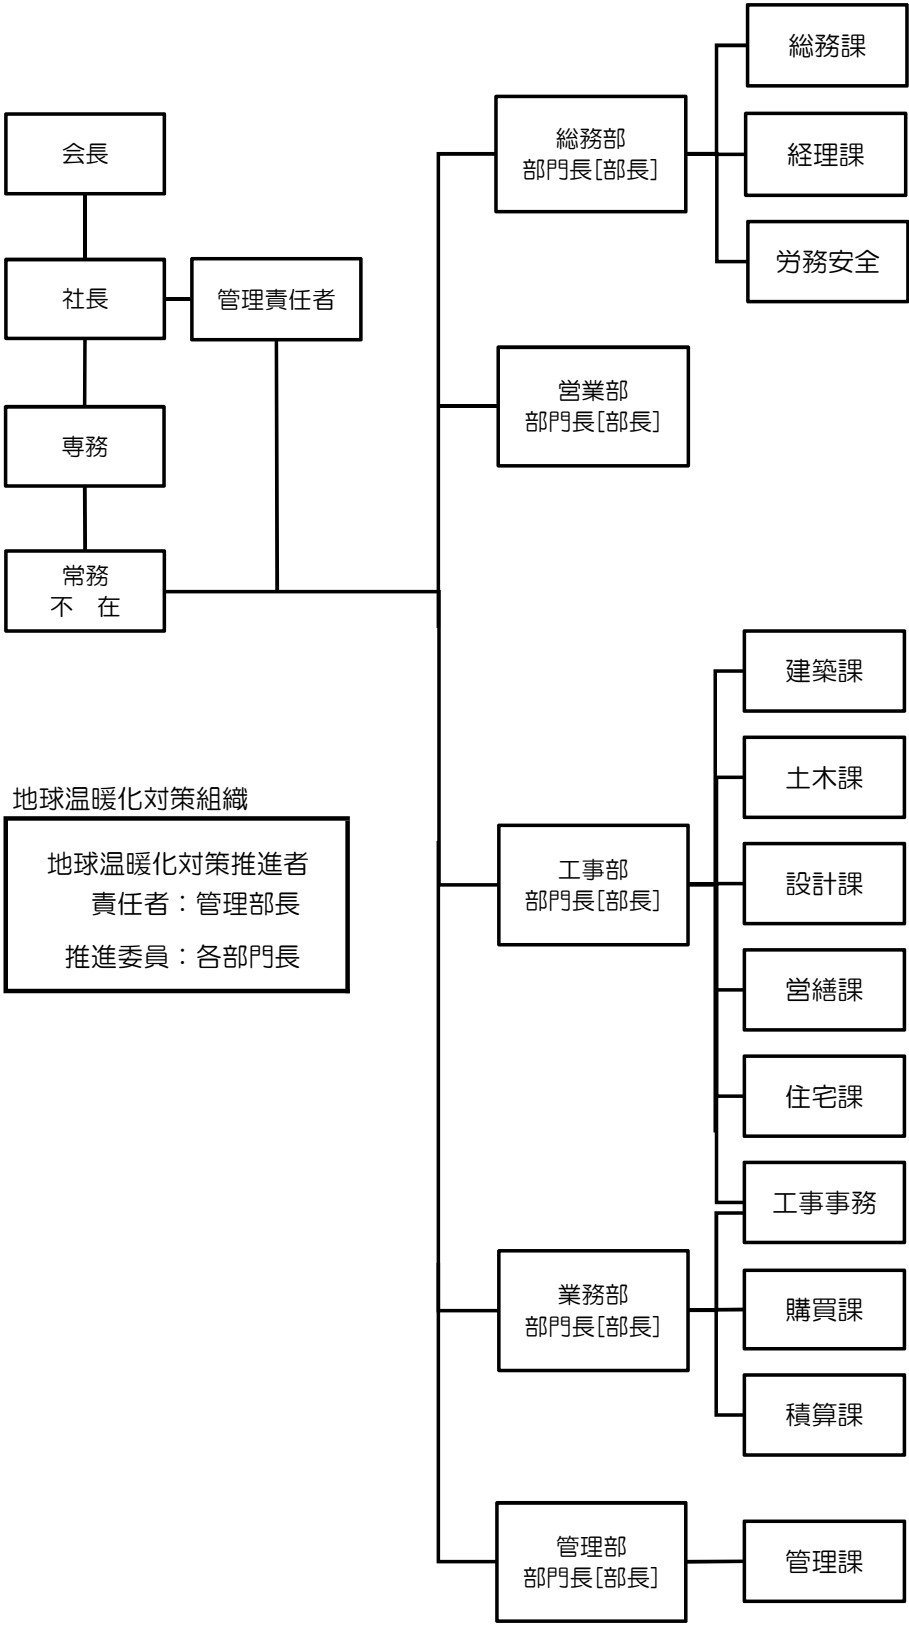 会長
社長
管理責任者
専務
常務
不　在
地球温暖化対策組織
地球温暖化対策推進者
責任者：管理部長
推進委員：各部門長
総務部
部門長[部長]
総務課
経理課
労務安全
営業部
部門長[部長]
工事部
部門長[部長]
建築課
土木課
設計課
営繕課
住宅課
工事事務
業務部
部門長[部長]
購買課
積算課
管理部
部門長[部長]
管理課